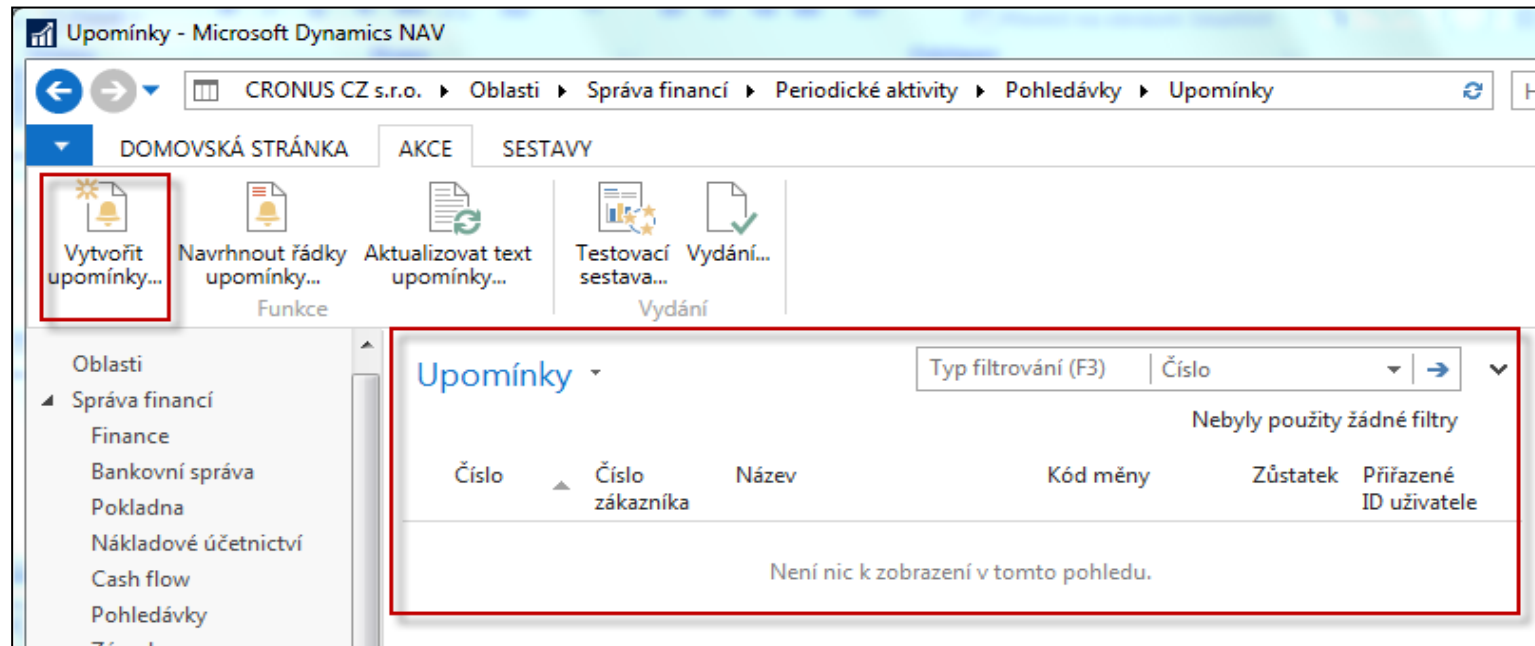 Upomínky - Microsoft Dynamics NAV
CRONUS CZ s.r.o. Oblasti Správa financí Periodické aktivity Pohledávky Upomínky
DOMOVSKÁ STRÁNKA AKCE SESTAVY
Vytvořit upomínky...
Navrhnout řádky upomínky...
Aktualizovat text upomínky...
Testovací sestava...
Vydání...
Funkce
Vydání
Oblasti
Správa financí
Finance
Bankovní správa
Pokladna
Nákladové účetnictví
Cash flow
Pohledávky
Upomínky
Typ filtrování (F3) Číslo
Nebyly použity žádné filtry
Číslo
Číslo zákazníka
Název
Kód měny
Zůstatek
Přiřazené ID uživatele
Není nic k zobrazení v tomto pohledu.